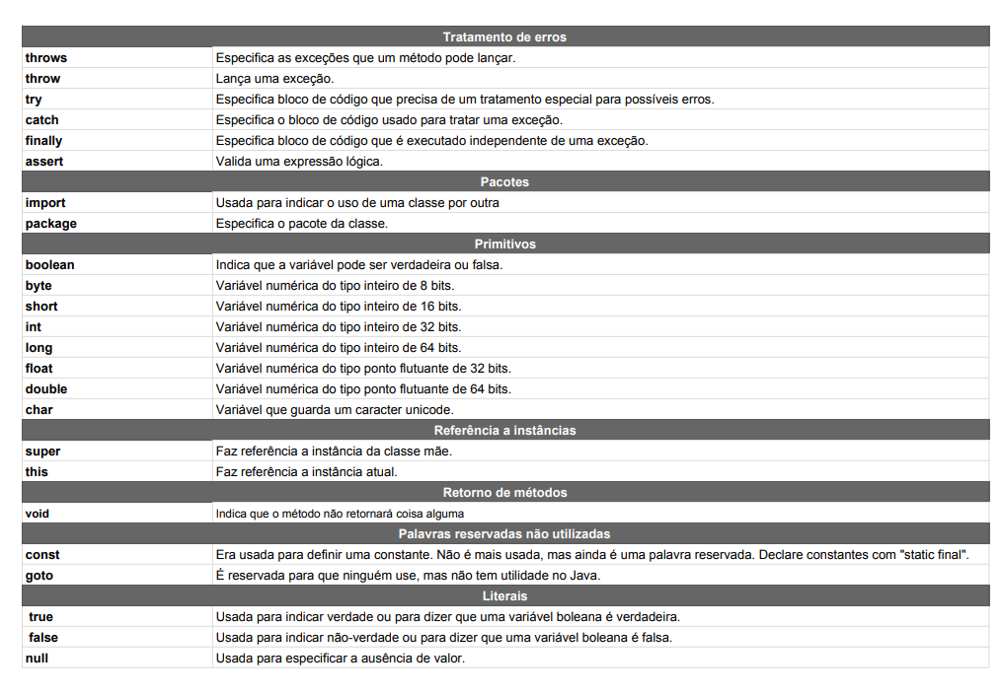 Tratamento de erros
throws Especifica as exceções que um método pode lançar.
throw Lança uma exceção.
try Especifica bloco de código que precisa de um tratamento especial para possíveis erros.
catch Especifica o bloco de código usado para tratar uma exceção.
finally Especifica bloco de código que é executado independente de uma exceção.
assert Valida uma expressão lógica.
Pacotes
import Usada para indicar o uso de uma classe por outra
package Especifica o pacote da classe.
Primitivos
boolean Indica que a variável pode ser verdadeira ou falsa.
byte Variável numérica do tipo inteiro de 8 bits.
short Variável numérica do tipo inteiro de 16 bits.
int Variável numérica do tipo inteiro de 32 bits.
long Variável numérica do tipo inteiro de 64 bits.
float Variável numérica do tipo ponto flutuante de 32 bits.
double Variável numérica do tipo ponto flutuante de 64 bits.
char Variável que guarda um caracter unicode.
Referência a instâncias
super Faz referência a instância da classe mãe.
this Faz referência a instância atual.
Retorno de métodos
void Indica que o método não retornará coisa alguma
Palavras reservadas não utilizadas
const Era usada para definir uma constante. Não é mais usada, mas ainda é uma palavra reservada. Declare constantes com "static final".
goto É reservada para que ninguém use, mas não tem utilidade no Java.
Literais
true Usada para indicar verdade ou para dizer que uma variável boleana é verdadeira.
false Usada para indicar não-verdade ou para dizer que uma variável boleana é falsa.
null Usada para especificar a ausência de valor.